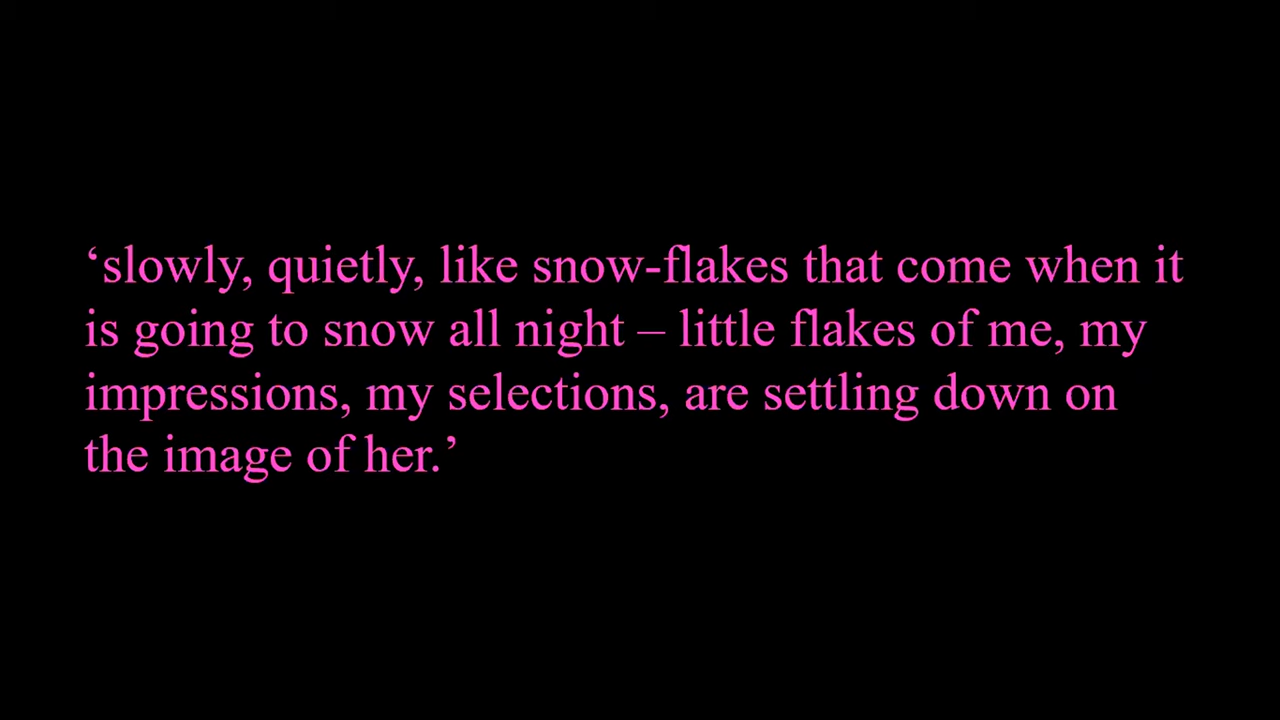 ‘slowly, quietly, like snow-flakes that come when it
is going to snow all night – little flakes of me, my
impressions, my selections, are settling down on
the image of her.’